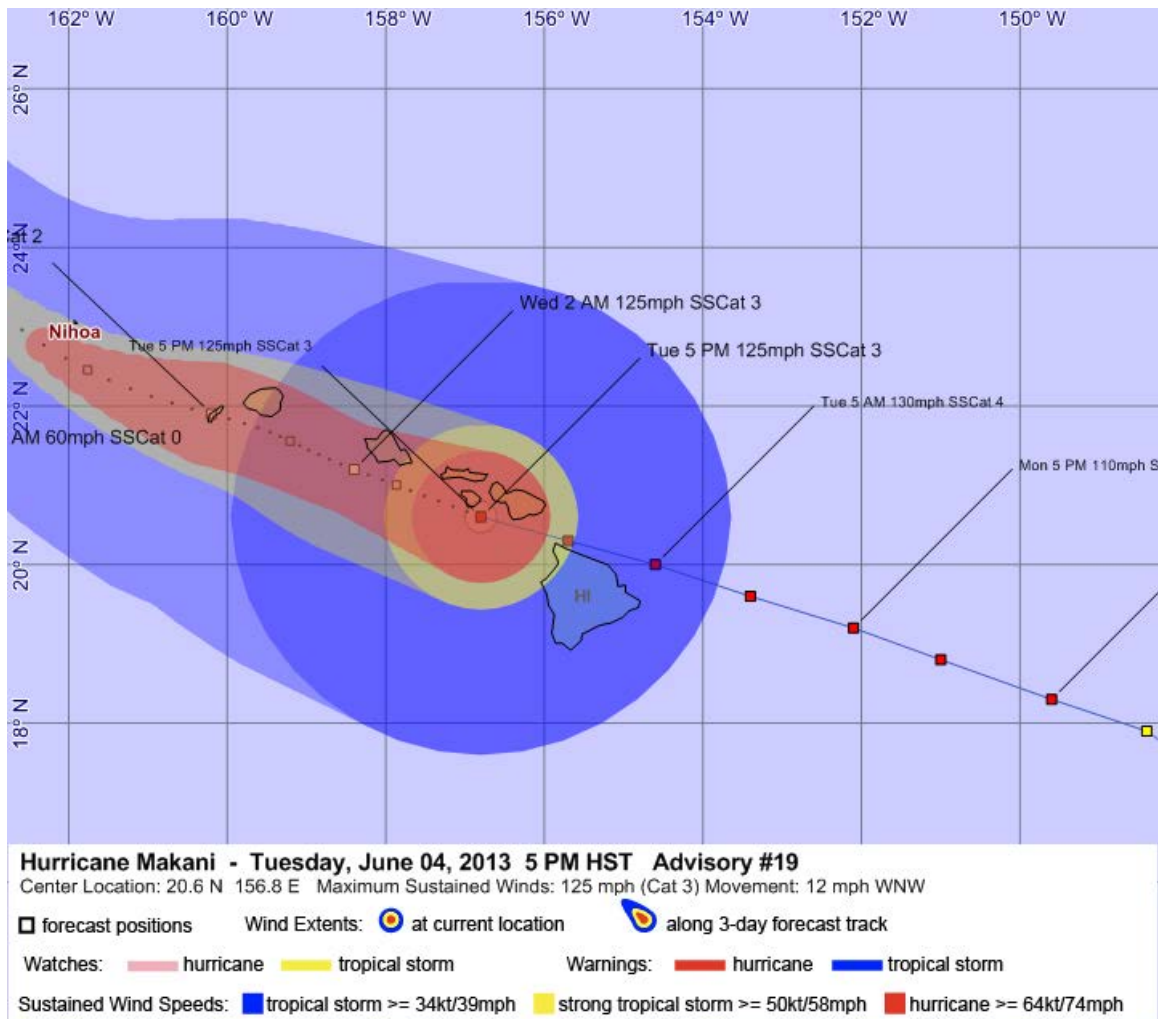 162° W 160° W 158° W 156° W 154° W 152° W 150° W
26° N
24° N
22° N
20° N
18° N
Cat 2
Wed 2 AM 125mph SSCat 3
Nihoa
Tue 5 PM 125mph SSCat 3
Tue 5 PM 125mph SSCat 3
Tue 5 AM 130mph SSCat 4
AM 60mph SSCat 0
Mon 5 PM 110mph S
HI
Hurricane Makani - Tuesday, June 04, 2013 5 PM HST Advisory #19
Center Location: 20.6 N 156.8 E Maximum Sustained Winds: 125 mph (Cat 3) Movement: 12 mph WNW
forecast positions Wind Extents: at current location along 3-day forecast track
Watches: hurricane tropical storm Warnings: hurricane tropical storm
Sustained Wind Speeds: tropical storm >= 34kt/39mph strong tropical storm >= 50kt/58mph hurricane >= 64kt/74mph